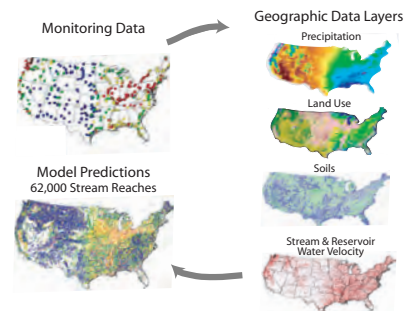 Monitoring Data
Geographic Data Layers
Precipitation
Land Use
Soils
Stream & Reservoir
Water Velocity
Model Predictions
62,000 Stream Reaches